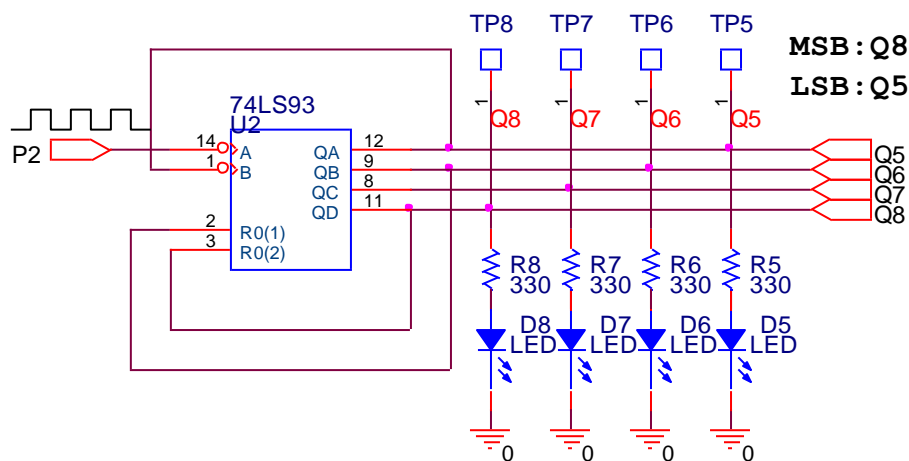 TP8 TP7 TP6 TP5
MSB:Q8
LSB:Q5
74LS93
U2
1 1 1 1
Q8 Q7 Q6 Q5
P2
14 A QA 12 Q5
1 B QB 9 Q6
QC 8 Q7
QD 11 Q8
2 R0(1)
3 R0(2)
R8 R7 R6 R5
330 330 330 330
D8 D7 D6 D5
LED LED LED LED
0 0 0 0